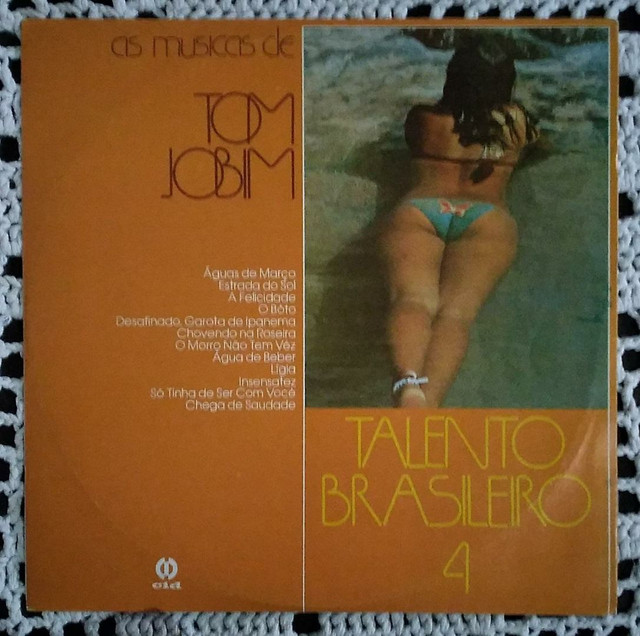 as musicas de
TOM
JOBIM
Águas de Março
Estrada do Sol
A Felicidade
O Bôto
Desafinado, Garota de Ipanema
Chovendo na Roseira
O Morro Não Tem Vêz
Água de Beber
Lígia
Insensatez
Só Tinha de Ser Com Você
Chega de Saudade
TALENTO
BRASILEIRO
4
cid